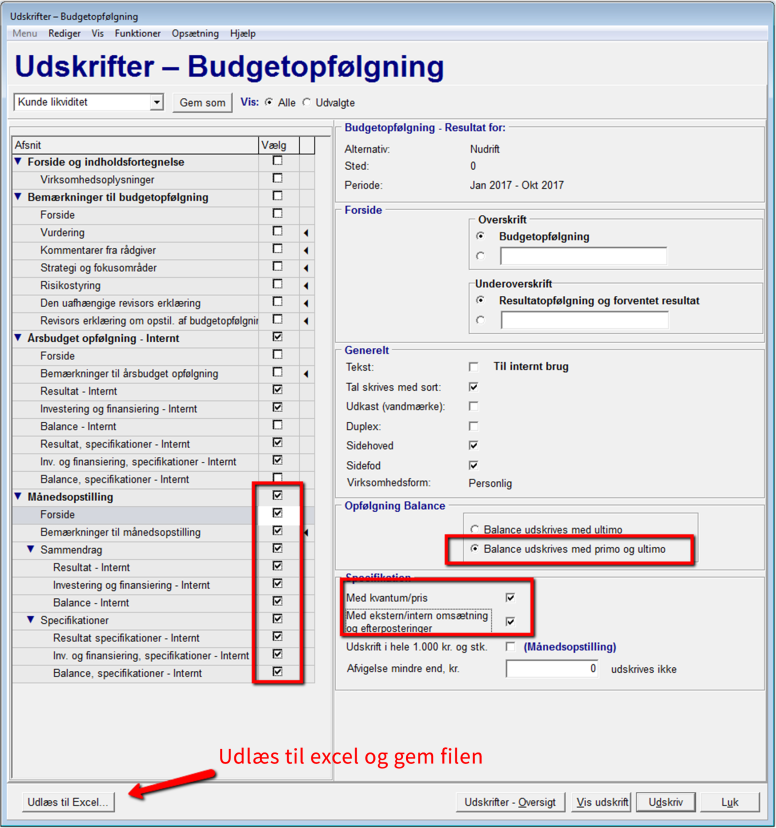 Udskrifter – Budgetopfølgning
Menu Rediger Vis Funktioner Opsætning Hjælp
Udskrifter – Budgetopfølgning
Kunde likviditet Gem som Vis: Alle Udvalgte
Afsnit Vælg
Forside og indholdsfortegnelse
Virksomhedsoplysninger
Bemærkninger til budgetopfølgning
Forside
Vurdering
Kommentarer fra rådgiver
Strategi og fokusområder
Risikostyring
Den uafhængige revisors erklæring
Revisors erklæring om opstil. af budgetopfølgnin
Årsbudget opfølgning - Internt
Forside
Bemærkninger til årsbudget opfølgning
Resultat - Internt
Investering og finansiering - Internt
Balance - Internt
Resultat, specifikationer - Internt
Inv. og finansiering, specifikationer - Internt
Balance, specifikationer - Internt
Månedsopstilling
Forside
Bemærkninger til månedsopstilling
Sammendrag
Resultat - Internt
Investering og finansiering - Internt
Balance - Internt
Specifikationer
Resultat specifikationer - Internt
Inv. og finansiering, specifikationer - Internt
Balance, specifikationer - Internt
Budgetopfølgning - Resultat for:
Alternativ: Nudrift
Sted: 0
Periode: Jan 2017 - Okt 2017
Forside
Overskrift
Budgetopfølgning
Underoverskrift
Resultatopfølgning og forventet resultat
Generelt
Tekst: Til internt brug
Tal skrives med sort:
Udkast (vandmærke):
Duplex:
Sidehoved
Sidefod
Virksomhedsform: Personlig
Opfølgning Balance
Balance udskrives med ultimo
Balance udskrives med primo og ultimo
Specifikation
Med kvantum/pris
Med ekstern/intern omsætning
og efterposteringer
Udskrift i hele 1.000 kr. og stk. (Månedsopstilling)
Afvigelse mindre end, kr. 0 udskrives ikke
Udlæs til excel og gem filen
Udlæs til Excel... Udskrifter - Oversigt Vis udskrift Udskriv Luk